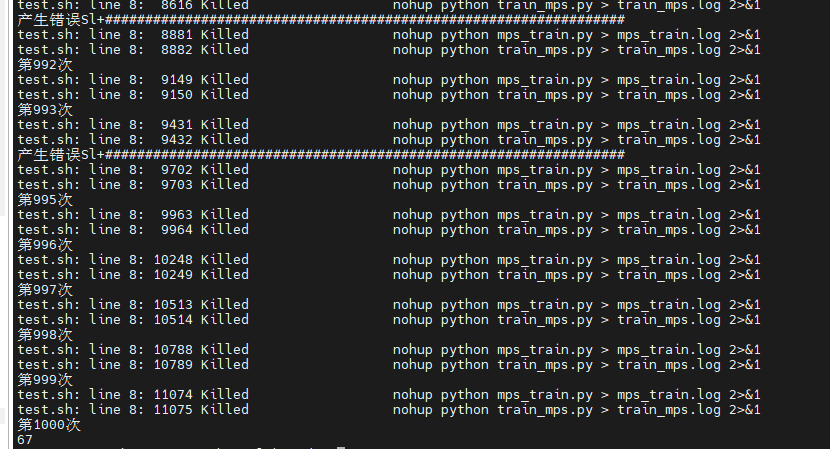 test.sh: line 8:  8616 Killed                  nohup python train_mps.py > train_mps.log 2>&1
产生错误Sl+#################################################################
test.sh: line 8:  8881 Killed                  nohup python mps_train.py > mps_train.log 2>&1
test.sh: line 8:  8882 Killed                  nohup python train_mps.py > train_mps.log 2>&1
第992次
test.sh: line 8:  9149 Killed                  nohup python mps_train.py > mps_train.log 2>&1
test.sh: line 8:  9150 Killed                  nohup python train_mps.py > train_mps.log 2>&1
第993次
test.sh: line 8:  9431 Killed                  nohup python mps_train.py > mps_train.log 2>&1
test.sh: line 8:  9432 Killed                  nohup python train_mps.py > train_mps.log 2>&1
产生错误Sl+#################################################################
test.sh: line 8:  9702 Killed                  nohup python mps_train.py > mps_train.log 2>&1
test.sh: line 8:  9703 Killed                  nohup python train_mps.py > train_mps.log 2>&1
第995次
test.sh: line 8:  9963 Killed                  nohup python mps_train.py > mps_train.log 2>&1
test.sh: line 8:  9964 Killed                  nohup python train_mps.py > train_mps.log 2>&1
第996次
test.sh: line 8: 10248 Killed                  nohup python mps_train.py > mps_train.log 2>&1
test.sh: line 8: 10249 Killed                  nohup python train_mps.py > train_mps.log 2>&1
第997次
test.sh: line 8: 10513 Killed                  nohup python mps_train.py > mps_train.log 2>&1
test.sh: line 8: 10514 Killed                  nohup python train_mps.py > train_mps.log 2>&1
第998次
test.sh: line 8: 10788 Killed                  nohup python mps_train.py > mps_train.log 2>&1
test.sh: line 8: 10789 Killed                  nohup python train_mps.py > train_mps.log 2>&1
第999次
test.sh: line 8: 11074 Killed                  nohup python mps_train.py > mps_train.log 2>&1
test.sh: line 8: 11075 Killed                  nohup python train_mps.py > train_mps.log 2>&1
第1000次
67